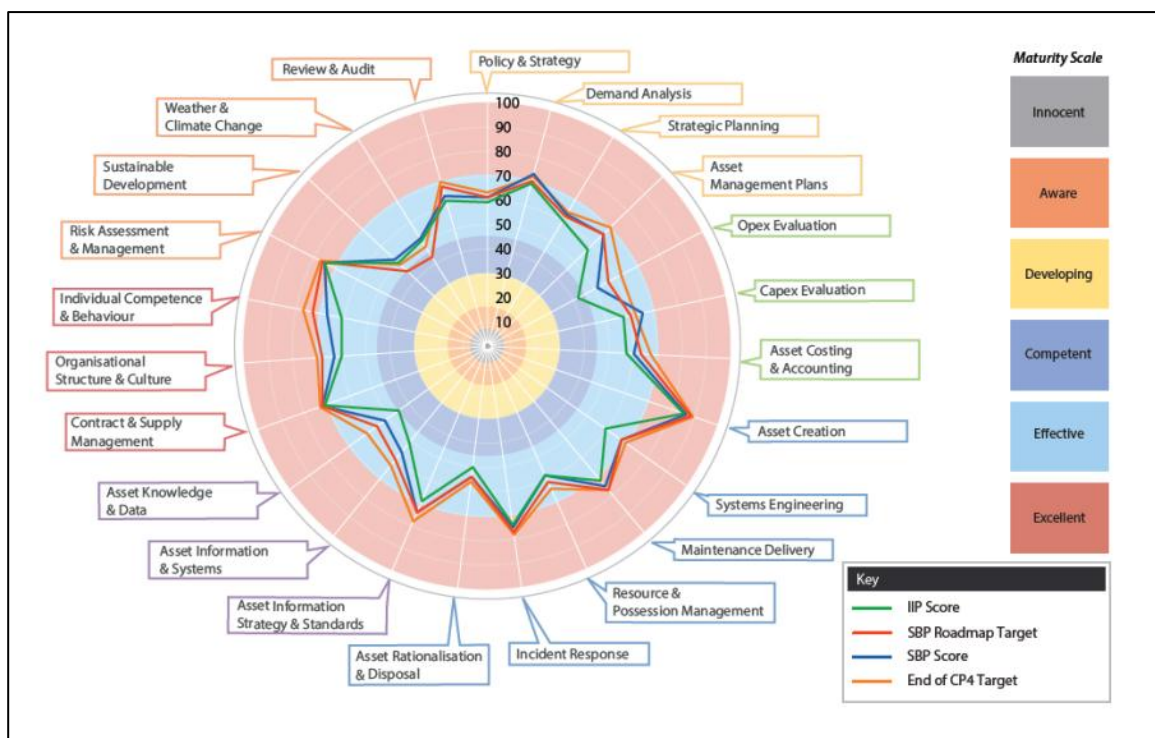 Policy & Strategy
Demand Analysis
Strategic Planning
Asset
Management Plans
Opex Evaluation
Capex Evaluation
Asset Costing
& Accounting
Asset Creation
Systems Engineering
Maintenance Delivery
Resource &
Possession Management
Incident Response
Asset Rationalisation
& Disposal
Asset Information
Strategy & Standards
Asset Information
& Systems
Asset Knowledge
& Data
Contract & Supply
Management
Organisational
Structure & Culture
Individual Competence
& Behaviour
Risk Assessment
& Management
Sustainable
Development
Weather &
Climate Change
Review & Audit
100
90
80
70
60
50
40
30
20
10
Maturity Scale
Innocent
Aware
Developing
Competent
Effective
Excellent
Key
IIP Score
SBP Roadmap Target
SBP Score
End of CP4 Target